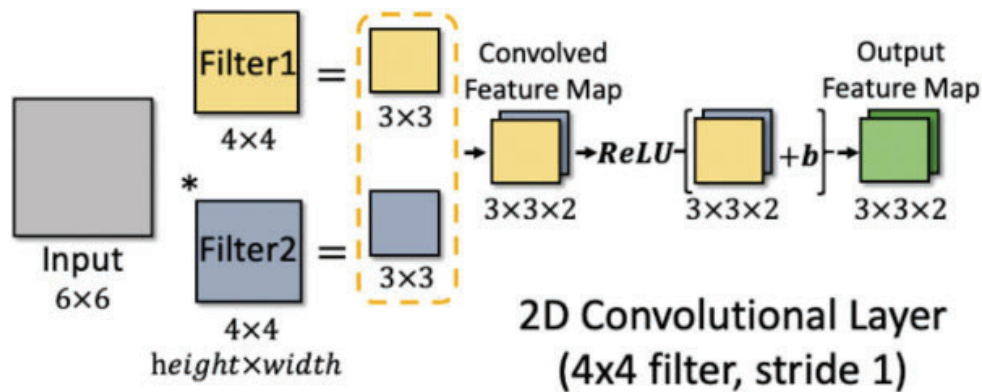 Input
6×6
*
Filter1
4×4
=
3×3
Filter2
4×4
height×width
=
3×3
Convolved
Feature Map
3×3×2
ReLU
+b
3×3×2
Output
Feature Map
3×3×2
2D Convolutional Layer
(4x4 filter, stride 1)